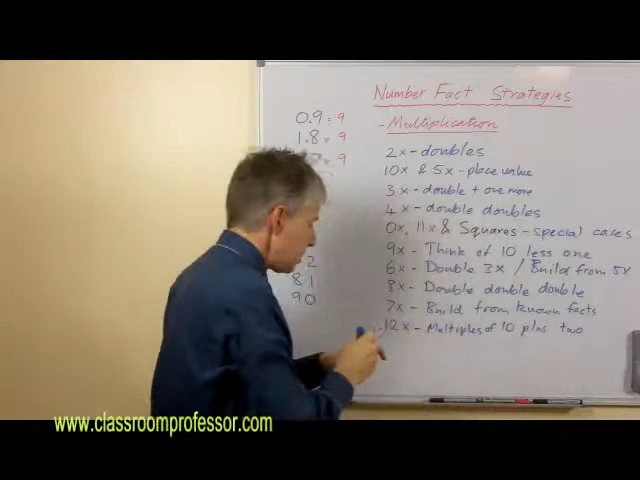 Number Fact Strategies
- Multiplication
0.9 = 9
1.8 = 9
7 = 9
2
81
90
2x - doubles
10x & 5x - place value
3x - double + one more
4x - double doubles
0x, 11x & Squares - special cases
9x - Think of 10 less one
6x - Double 3x / Build from 5x
8x - Double double double
7x - Build from known facts
12x - Multiples of 10 plus two
www.classroomprofessor.com